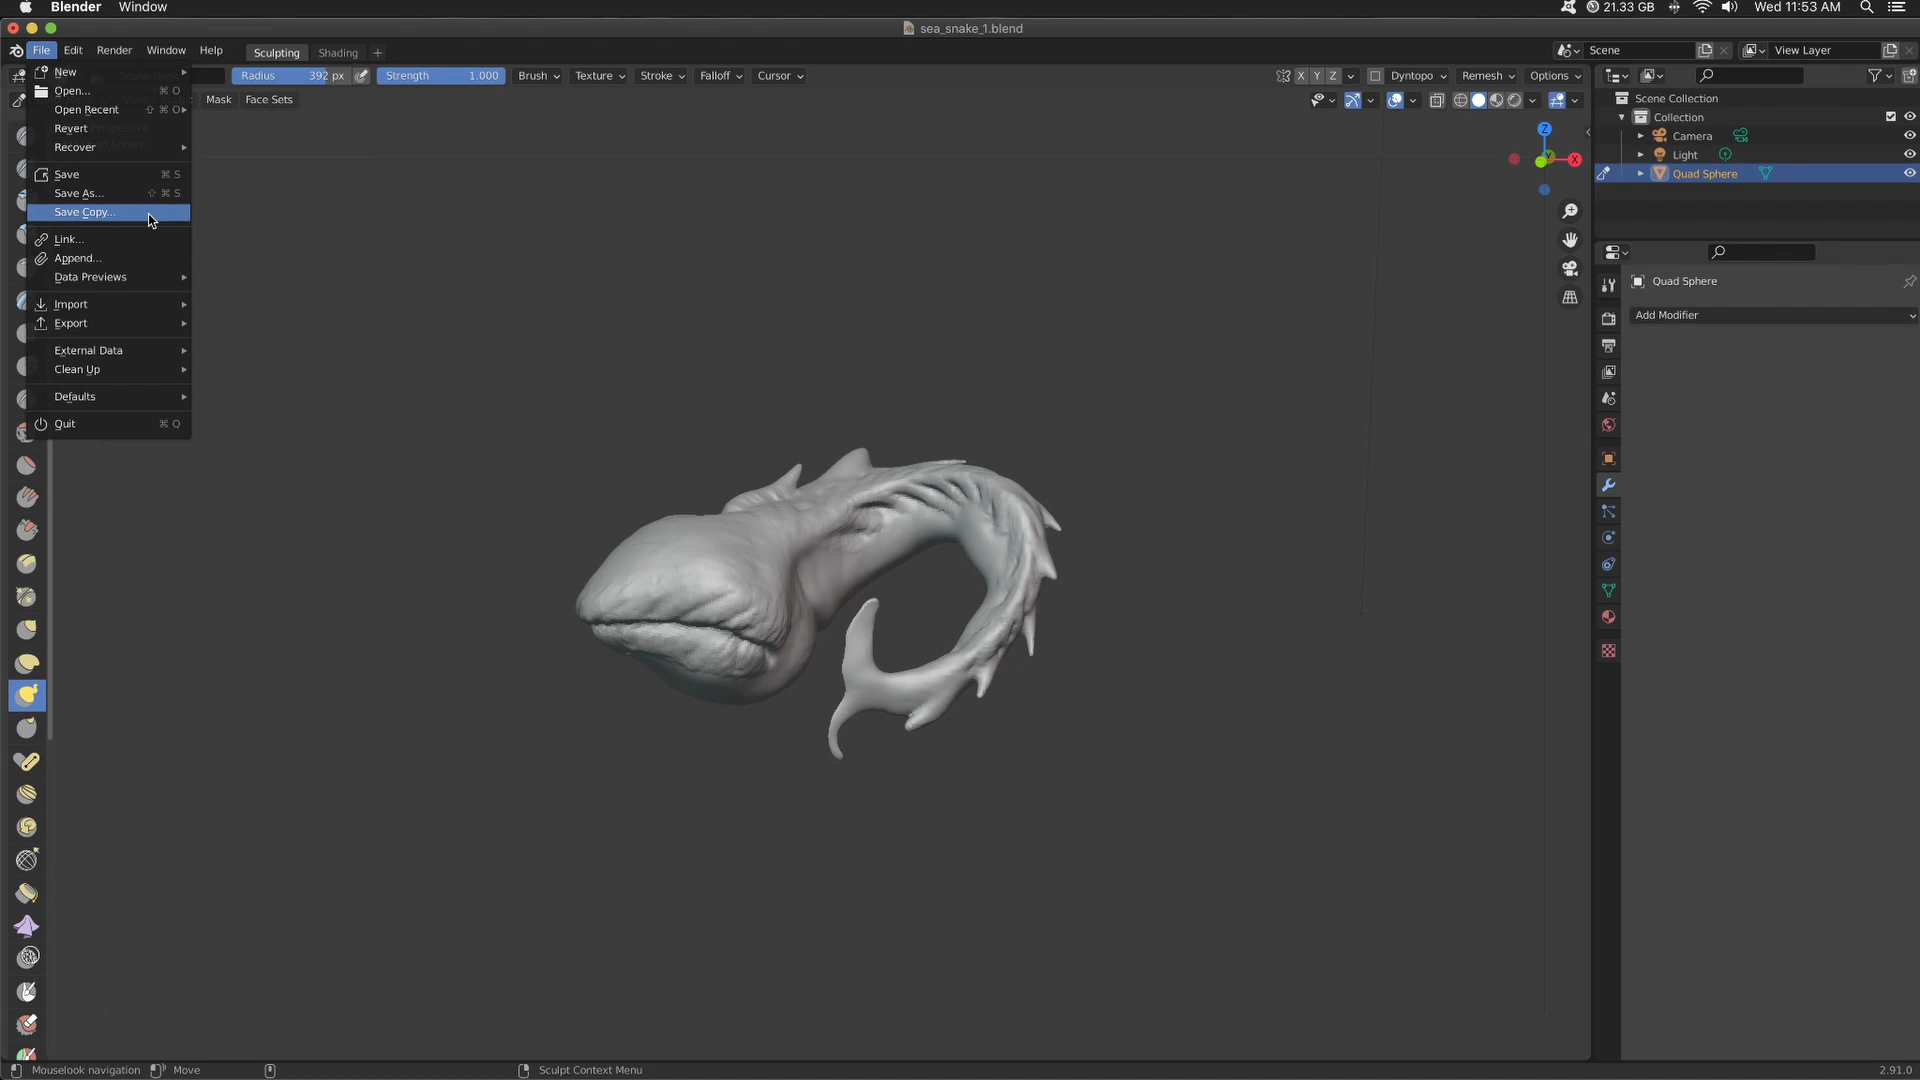 Blender Window 21.33 GB Wed 11:53 AM
sea_snake_1.blend
File Edit Render Window Help Sculpting Shading + Scene View Layer
Radius 392 px Strength 1.000 Brush Texture Stroke Falloff Cursor X Y Z Dyntopo Remesh Options
Mask Face Sets
New
Open... ⌘ O
Open Recent ⇧ ⌘ O
Revert
Recover
Save ⌘ S
Save As... ⇧ ⌘ S
Save Copy...
Link...
Append...
Data Previews
Import
Export
External Data
Clean Up
Defaults
Quit ⌘ Q
Z
Y X
Scene Collection
Collection
Camera
Light
Quad Sphere
Quad Sphere
Add Modifier
Mouselook navigation Move Sculpt Context Menu 2.91.0